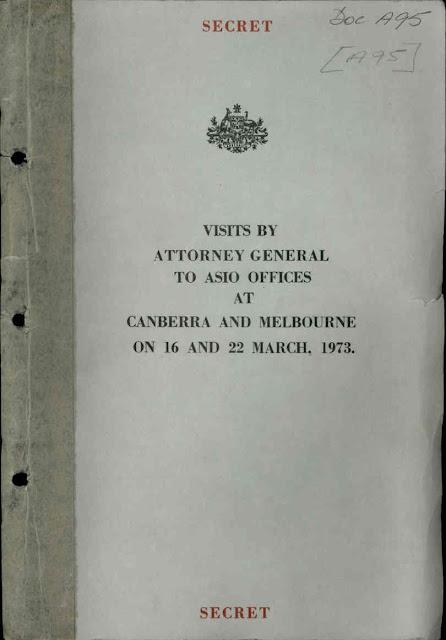 SECRET
Doc A95
[A95]
VISITS BY
ATTORNEY GENERAL
TO ASIO OFFICES
AT
CANBERRA AND MELBOURNE
ON 16 AND 22 MARCH, 1973.
SECRET